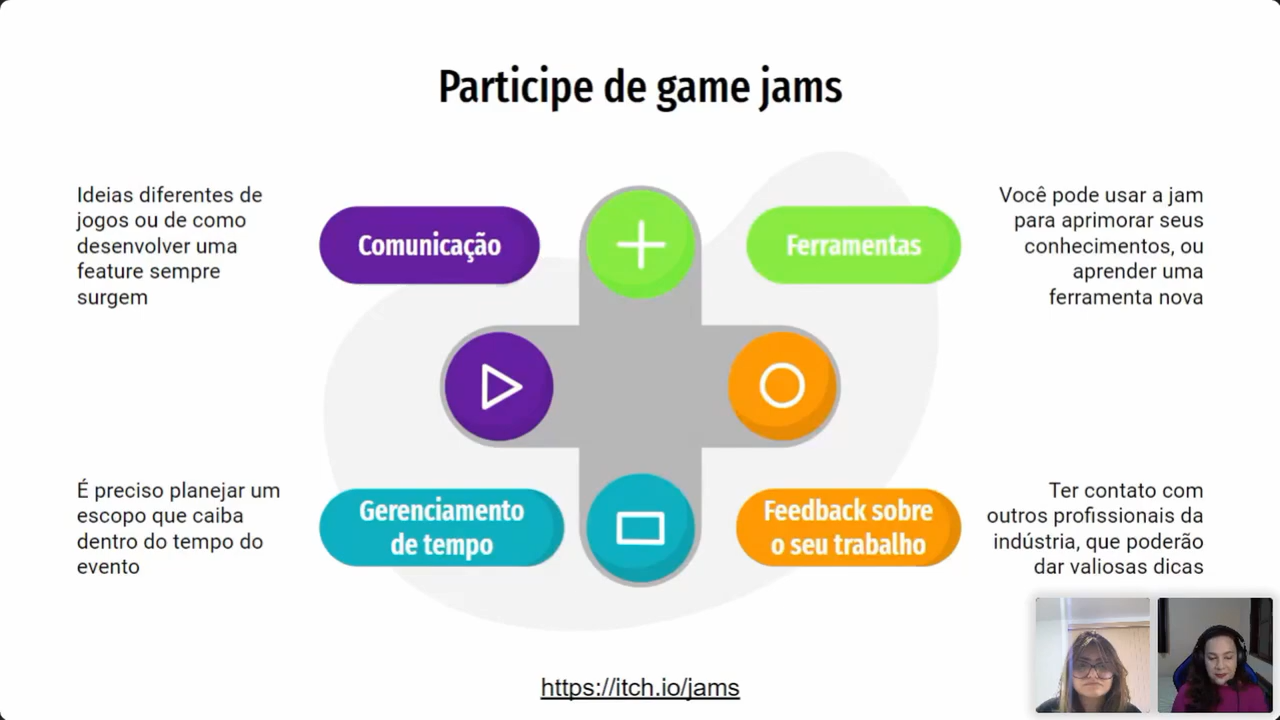 Participe de game jams
Ideias diferentes de
jogos ou de como
desenvolver uma
feature sempre
surgem
Comunicação
Ferramentas
Você pode usar a jam
para aprimorar seus
conhecimentos, ou
aprender uma
ferramenta nova
É preciso planejar um
escopo que caiba
dentro do tempo do
evento
Gerenciamento
de tempo
Feedback sobre
o seu trabalho
Ter contato com
outros profissionais da
indústria, que poderão
dar valiosas dicas
https://itch.io/jams